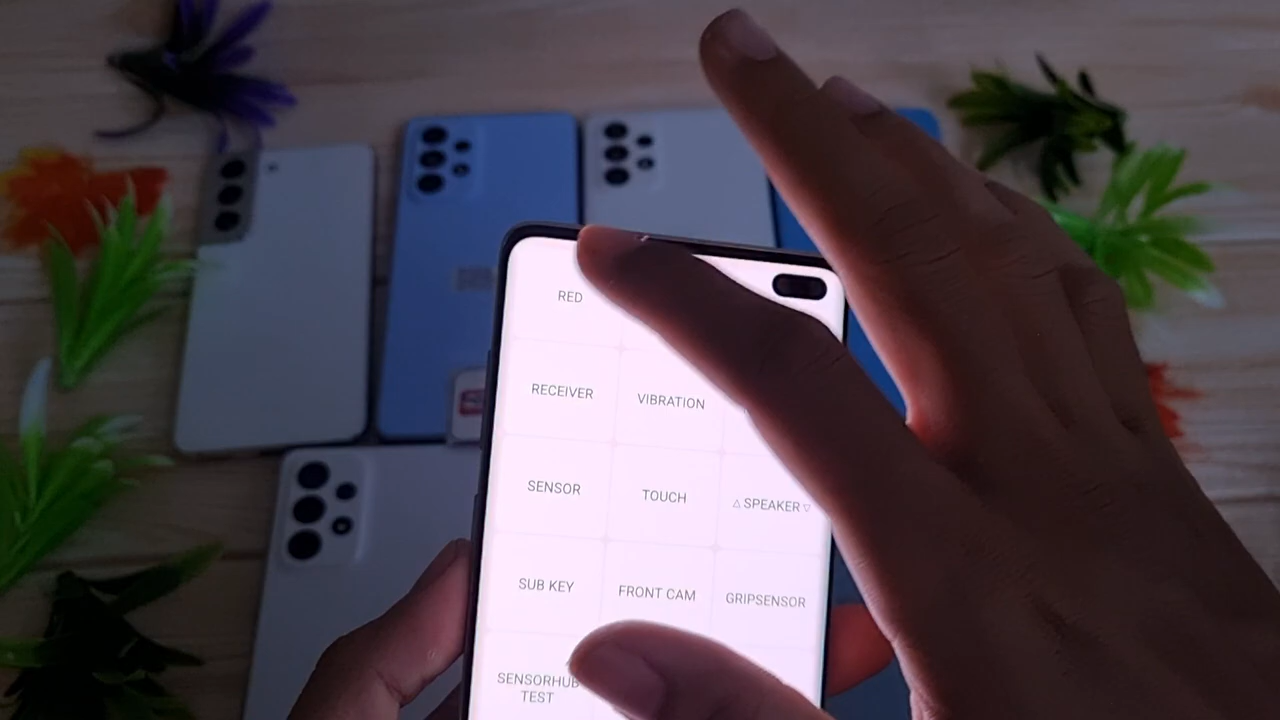 RED
RECEIVER
VIBRATION
SENSOR
TOUCH
△ SPEAKER ▽
SUB KEY
FRONT CAM
GRIPSENSOR
SENSORHUB
TEST